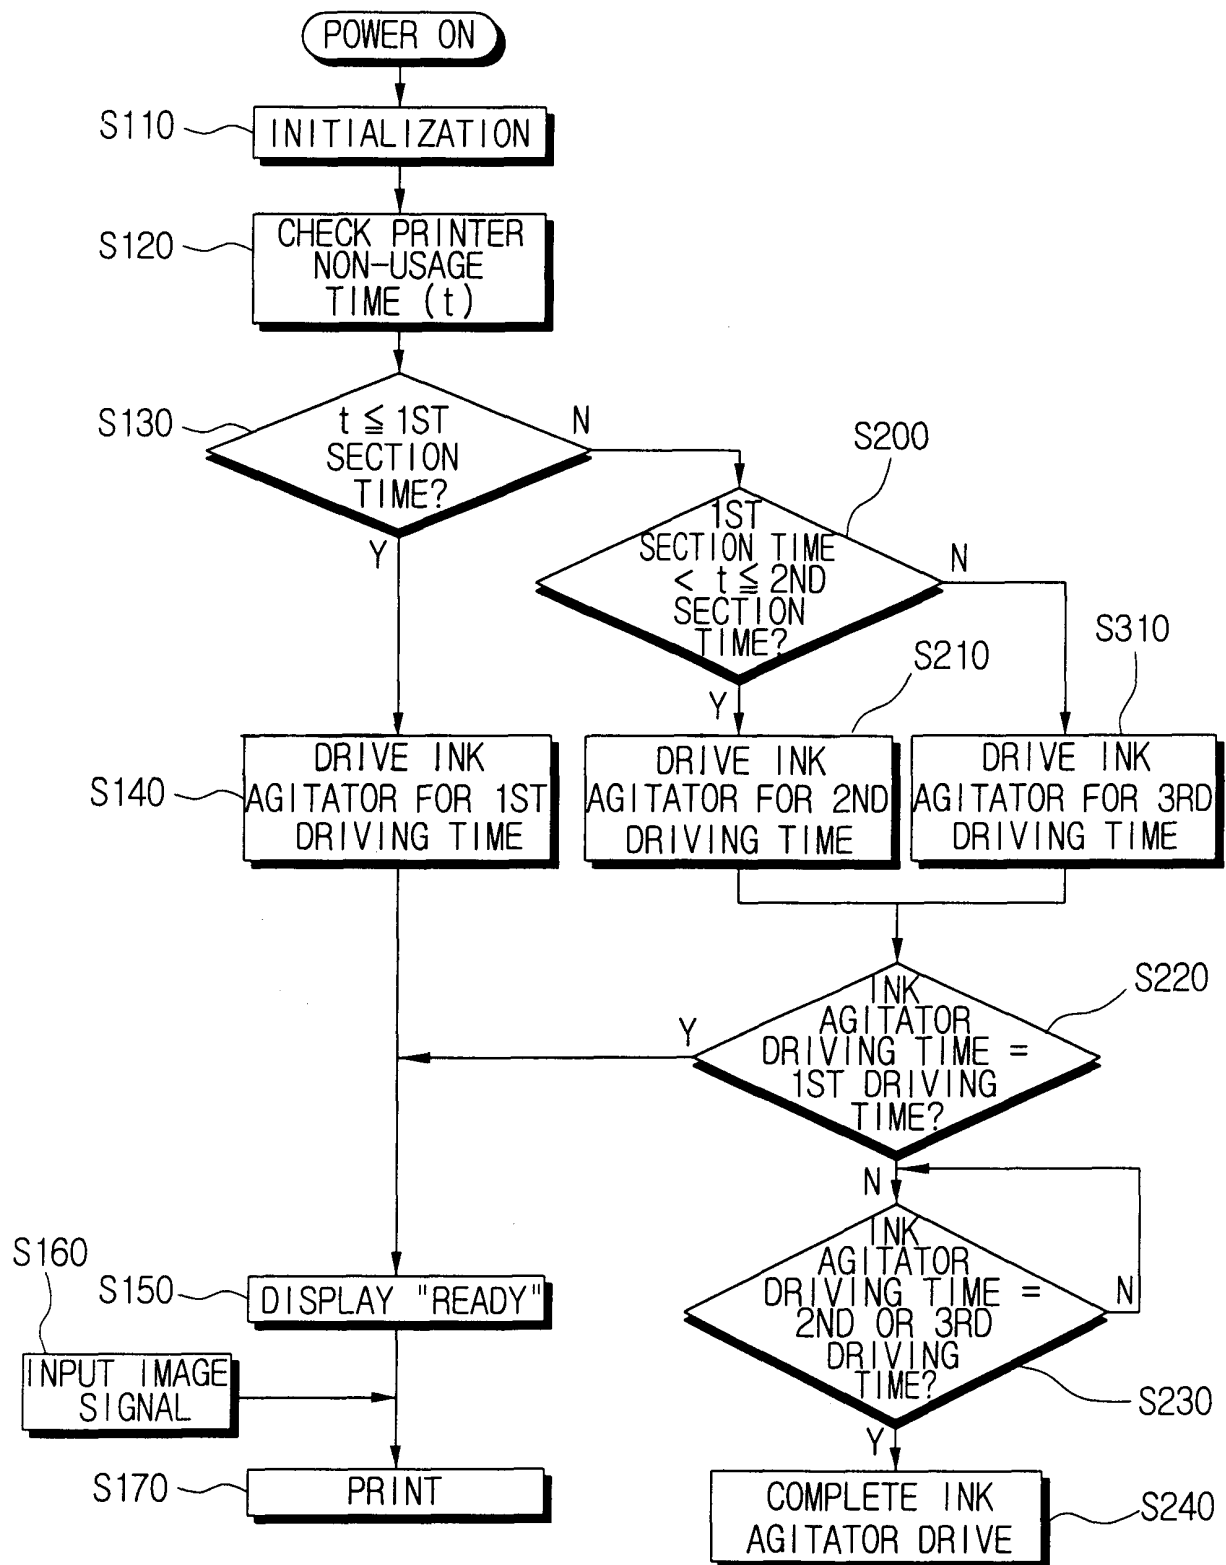 POWER ON
S110
INITIALIZATION
S120
CHECK PRINTER
NON-USAGE
TIME (t)
S130
t ≦ 1ST
SECTION
TIME?
N
Y
S200
1ST
SECTION TIME
< t ≦ 2ND
SECTION
TIME?
N
Y
S210
S310
S140
DRIVE INK
AGITATOR FOR 1ST
DRIVING TIME
DRIVE INK
AGITATOR FOR 2ND
DRIVING TIME
DRIVE INK
AGITATOR FOR 3RD
DRIVING TIME
S220
INK
AGITATOR
DRIVING TIME =
1ST DRIVING
TIME?
Y
N
INK
AGITATOR
DRIVING TIME =
2ND OR 3RD
DRIVING
TIME?
N
S230
Y
S150
DISPLAY "READY"
S160
INPUT IMAGE
SIGNAL
S170
PRINT
COMPLETE INK
AGITATOR DRIVE
S240